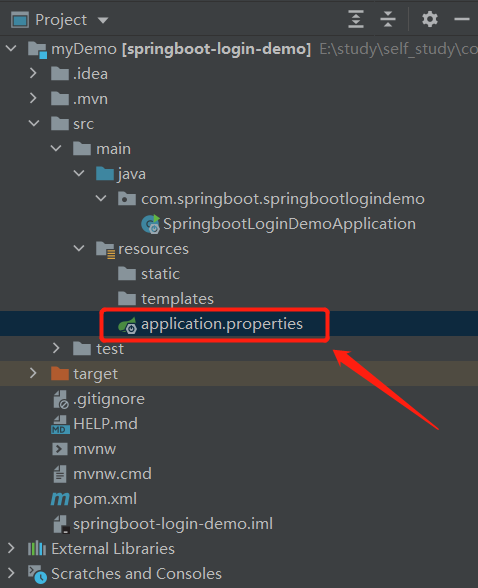 Project
myDemo [springboot-login-demo] E:\study\self_study\co
.idea
.mvn
src
main
java
com.springboot.springbootlogindemo
SpringbootLoginDemoApplication
resources
static
templates
application.properties
test
target
.gitignore
MD HELP.md
mvnw
mvnw.cmd
m pom.xml
springboot-login-demo.iml
External Libraries
Scratches and Consoles